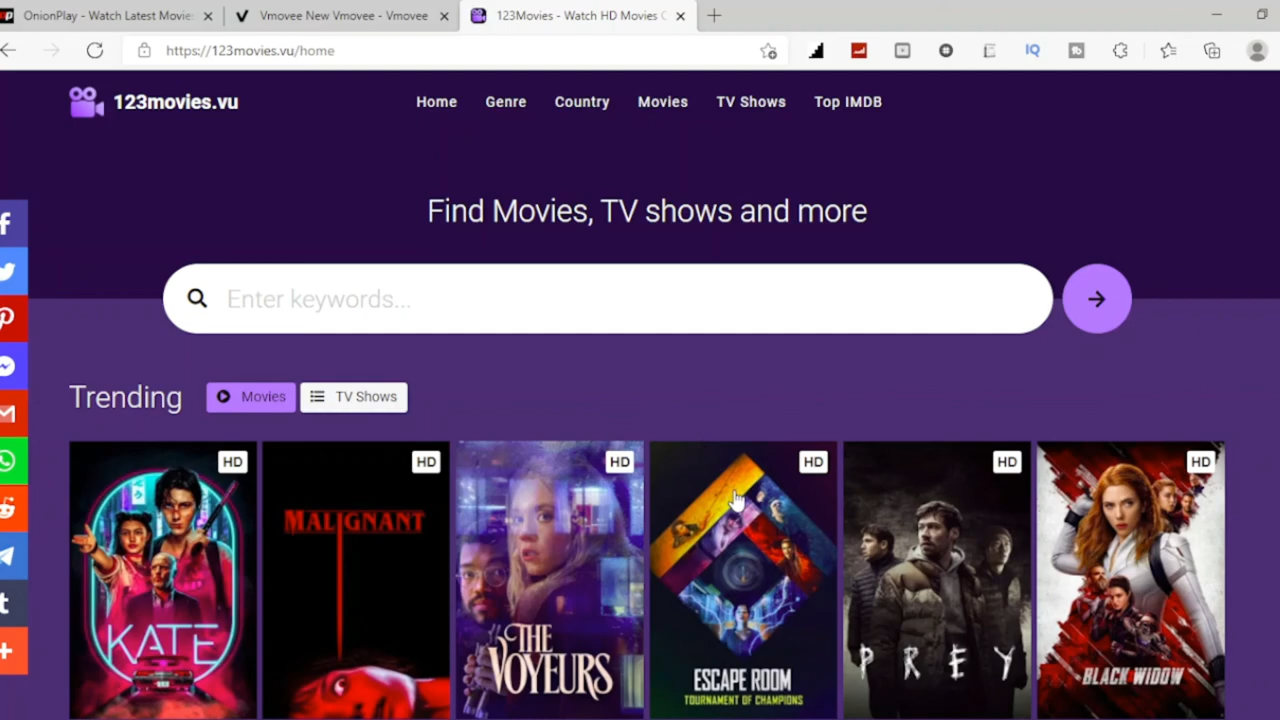 OnionPlay - Watch Latest Movie
Vmovee New Vmovee - Vmovee
123Movies - Watch HD Movies
https://123movies.vu/home
IQ
123movies.vu
Home
Genre
Country
Movies
TV Shows
Top IMDB
Find Movies, TV shows and more
Enter keywords...
Trending
Movies
TV Shows
HD
HD
HD
HD
HD
HD
KATE
MALIGNANT
THE
VOYEURS
ESCAPE ROOM
TOURNAMENT OF CHAMPIONS
PREY
BLACK WIDOW